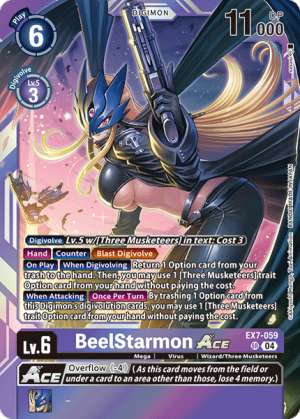 Play
6
DIGIMON
DP
11000
Digivolve
Lv.5
3
Digivolve Lv.5 w/[Three Musketeers] in text: Cost 3
Hand Counter Blast Digivolve
On Play When Digivolving Return 1 Option card from your
trash to the hand. Then, you may use 1 [Three Musketeers] trait
Option card from your hand without paying the cost.
When Attacking Once Per Turn By trashing 1 Option card from
this Digimon's digivolution cards, you may use 1 [Three Musketeers]
trait Option card from your hand without paying the cost.
EX7-059
Lv.6
BeelStarmon ACE
04
Mega Virus Wizard/Three Musketeers
ACE
Overflow ⟨-4⟩ (As this card moves from the field or
under a card to an area other than those, lose 4 memory.)